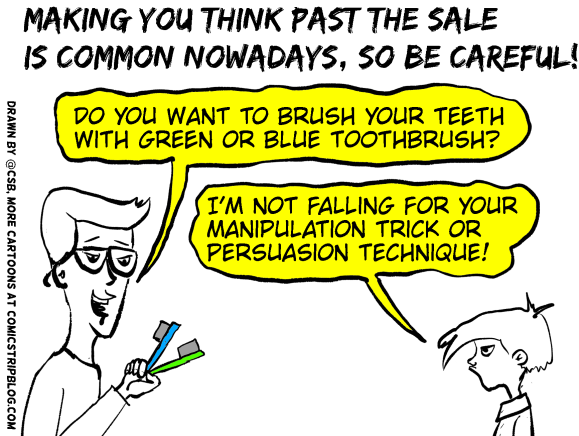 MAKING YOU THINK PAST THE SALE
IS COMMON NOWADAYS, SO BE CAREFUL!
DO YOU WANT TO BRUSH YOUR TEETH
WITH GREEN OR BLUE TOOTHBRUSH?
I'M NOT FALLING FOR YOUR
MANIPULATION TRICK OR
PERSUASION TECHNIQUE!
DRAWN BY @CSB, MORE CARTOONS AT COMICSTRIPBLOG.COM